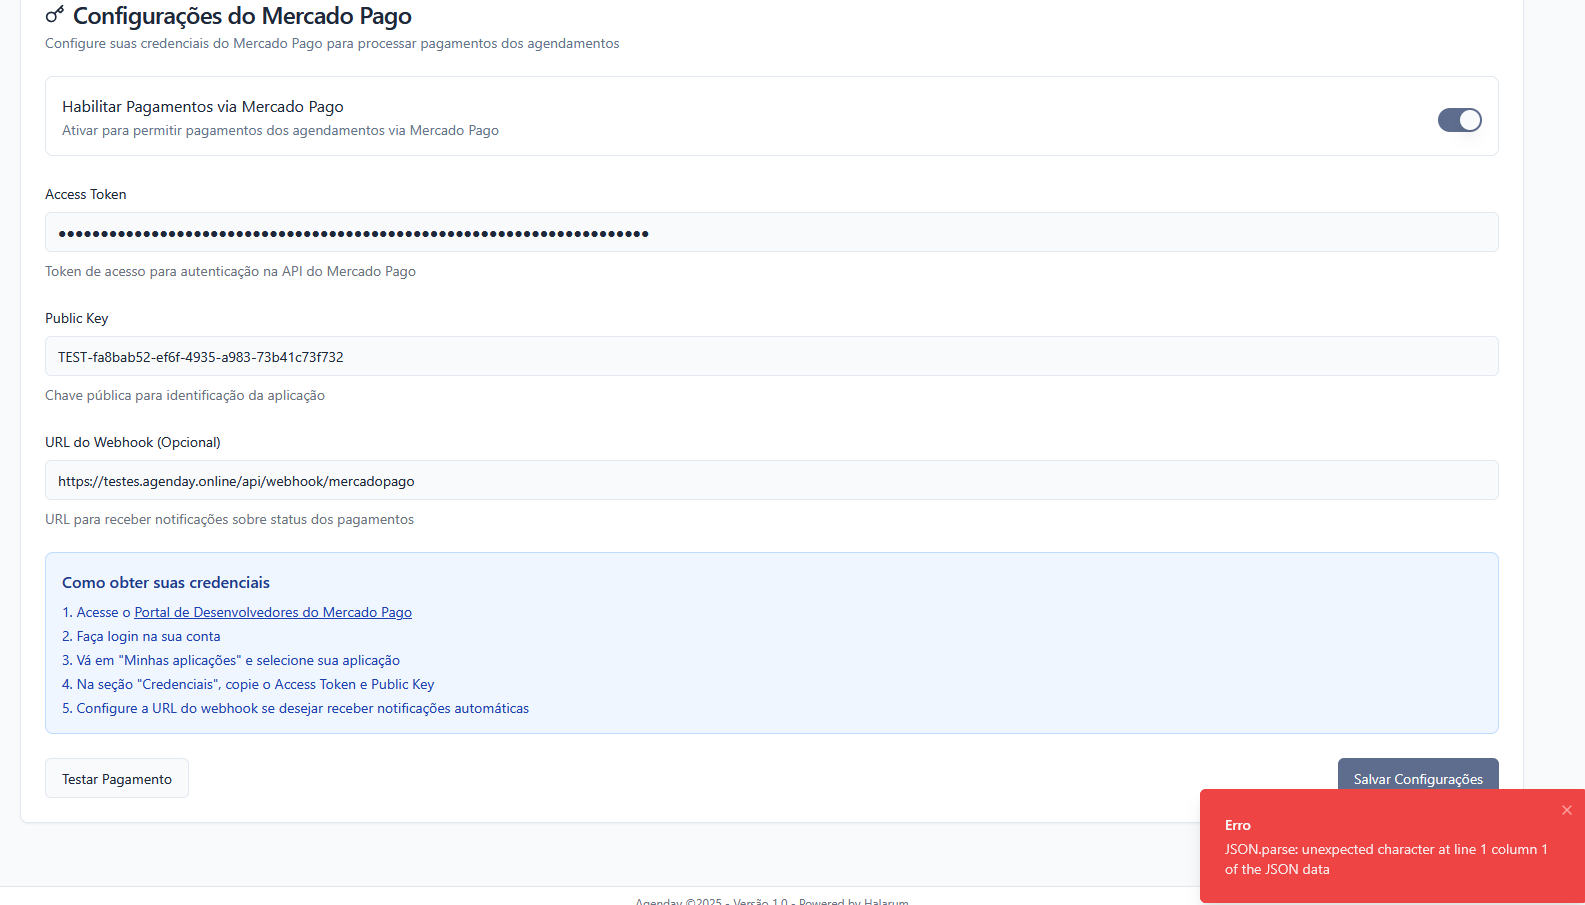 Configurações do Mercado Pago
Configure suas credenciais do Mercado Pago para processar pagamentos dos agendamentos
Habilitar Pagamentos via Mercado Pago
Ativar para permitir pagamentos dos agendamentos via Mercado Pago
Access Token
Token de acesso para autenticação na API do Mercado Pago
Public Key
TEST-fa8bab52-ef6f-4935-a983-73b41c73f732
Chave pública para identificação da aplicação
URL do Webhook (Opcional)
https://testes.agenday.online/api/webhook/mercadopago
URL para receber notificações sobre status dos pagamentos
Como obter suas credenciais
1. Acesse o Portal de Desenvolvedores do Mercado Pago
2. Faça login na sua conta
3. Vá em "Minhas aplicações" e selecione sua aplicação
4. Na seção "Credenciais", copie o Access Token e Public Key
5. Configure a URL do webhook se desejar receber notificações automáticas
Testar Pagamento
Salvar Configurações
Erro
JSON.parse: unexpected character at line 1 column 1
of the JSON data
Agenday ©2025 - Versão 1.0 - Powered by Halarum